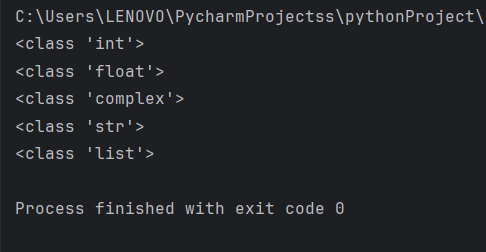 C:\Users\LENOVO\PycharmProjectss\pythonProject\
<class 'int'>
<class 'float'>
<class 'complex'>
<class 'str'>
<class 'list'>
Process finished with exit code 0